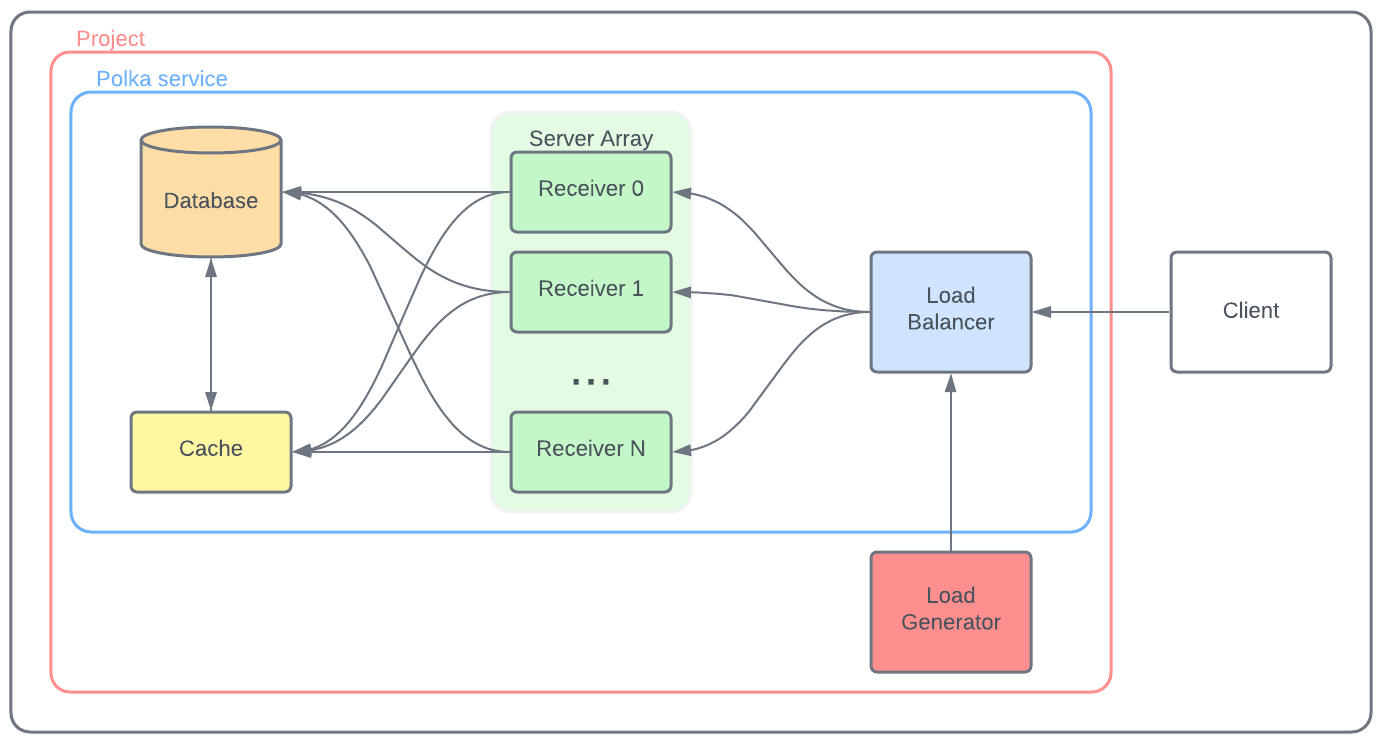 Project
Polka service
Server Array
Database
Receiver 0
Receiver 1
...
Receiver N
Cache
Load
Balancer
Client
Load
Generator